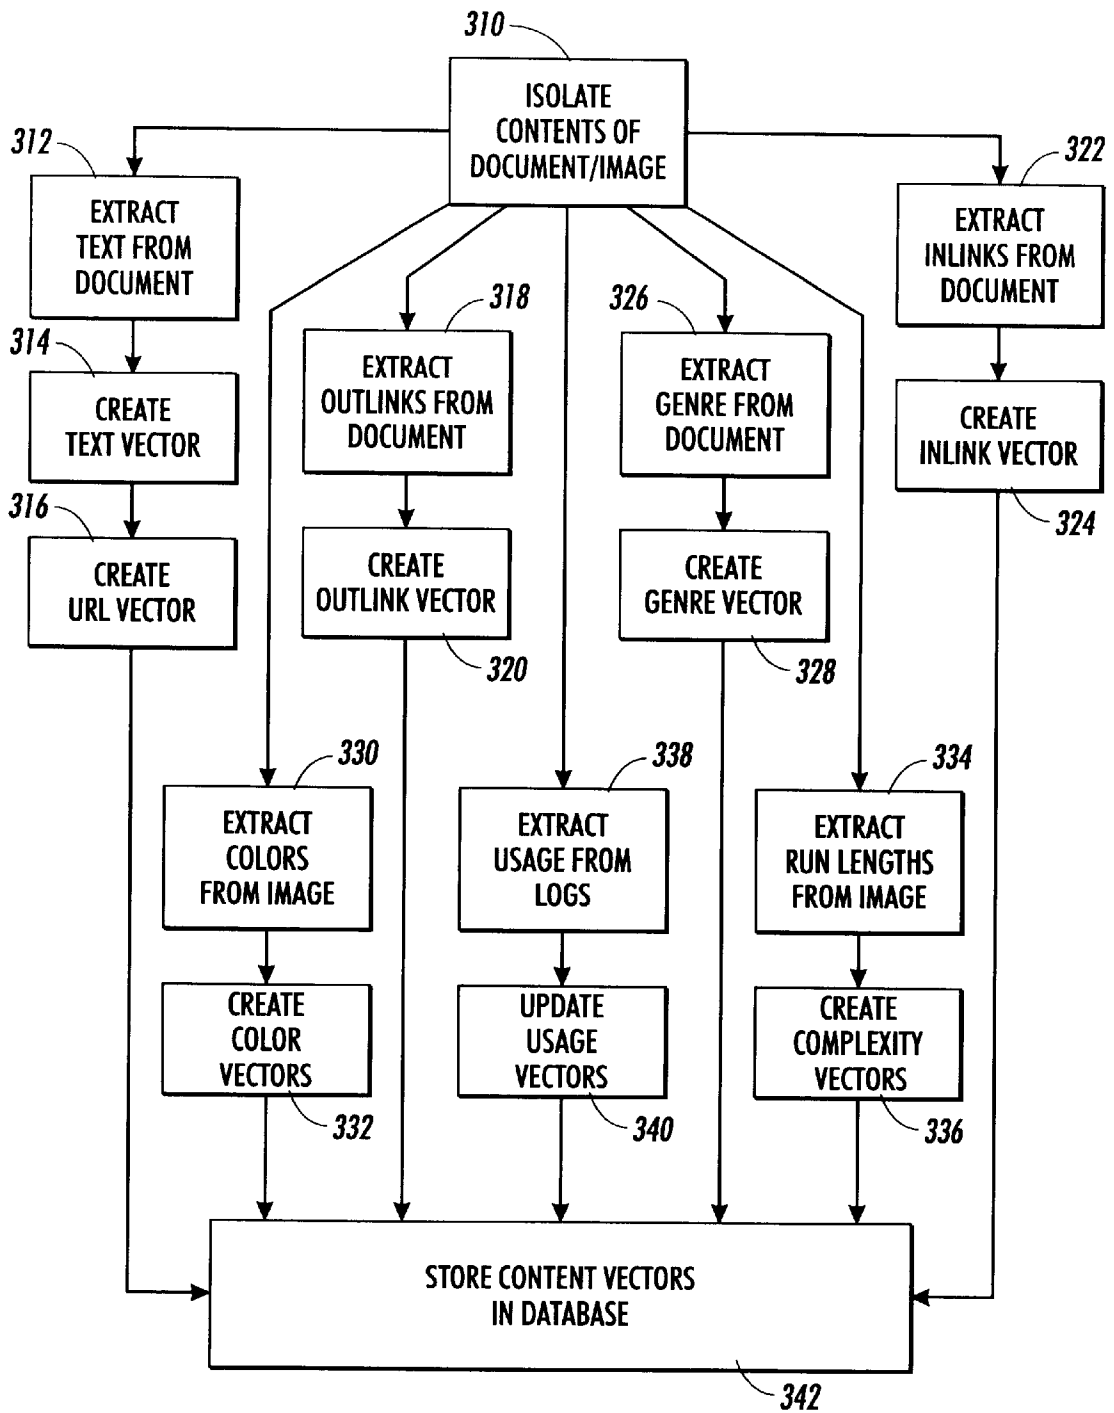 310
ISOLATE
CONTENTS OF
DOCUMENT/IMAGE
312
EXTRACT
TEXT FROM
DOCUMENT
314
CREATE
TEXT VECTOR
316
CREATE
URL VECTOR
318
EXTRACT
OUTLINKS FROM
DOCUMENT
CREATE
OUTLINK VECTOR
320
326
EXTRACT
GENRE FROM
DOCUMENT
CREATE
GENRE VECTOR
328
322
EXTRACT
INLINKS FROM
DOCUMENT
CREATE
INLINK VECTOR
324
330
EXTRACT
COLORS
FROM IMAGE
CREATE
COLOR
VECTORS
332
338
EXTRACT
USAGE FROM
LOGS
UPDATE
USAGE
VECTORS
340
334
EXTRACT
RUN LENGTHS
FROM IMAGE
CREATE
COMPLEXITY
VECTORS
336
STORE CONTENT VECTORS
IN DATABASE
342